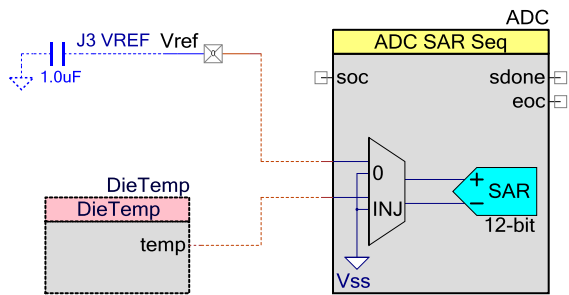 ADC
J3 VREF
Vref
ADC SAR Seq
1.0uF
soc
sdone
eoc
0
+
SAR
DieTemp
DieTemp
INJ
−
12-bit
temp
Vss